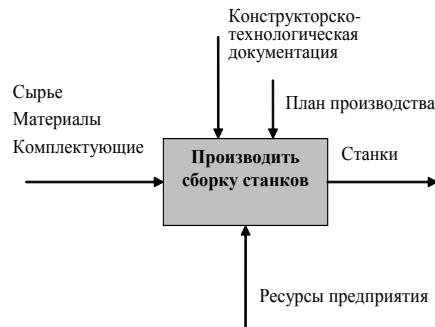 Конструкторско-
технологическая
документация
Сырье
Материалы
Комплектующие
План производства
Производить
сборку станков
Станки
Ресурсы предприятия